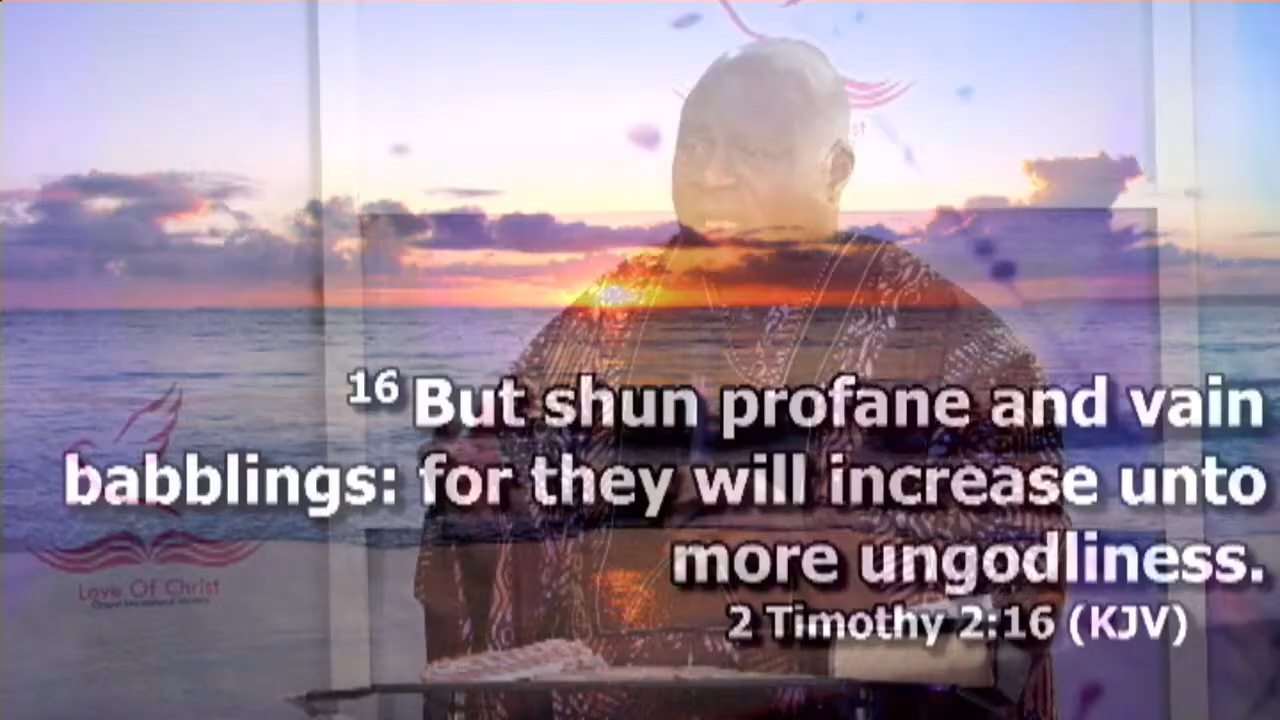 16 But shun profane and vain
babblings: for they will increase unto
more ungodliness.
2 Timothy 2:16 (KJV)
Love Of Christ